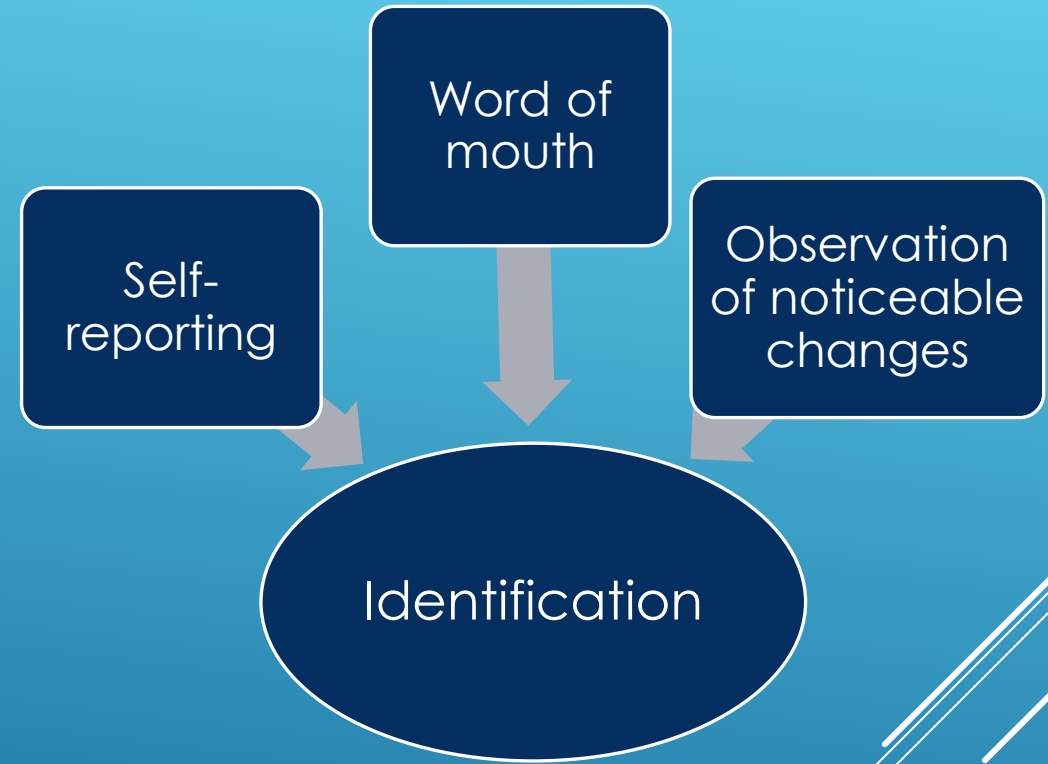 Word of
mouth
Self-
reporting
Observation
of noticeable
changes
Identification